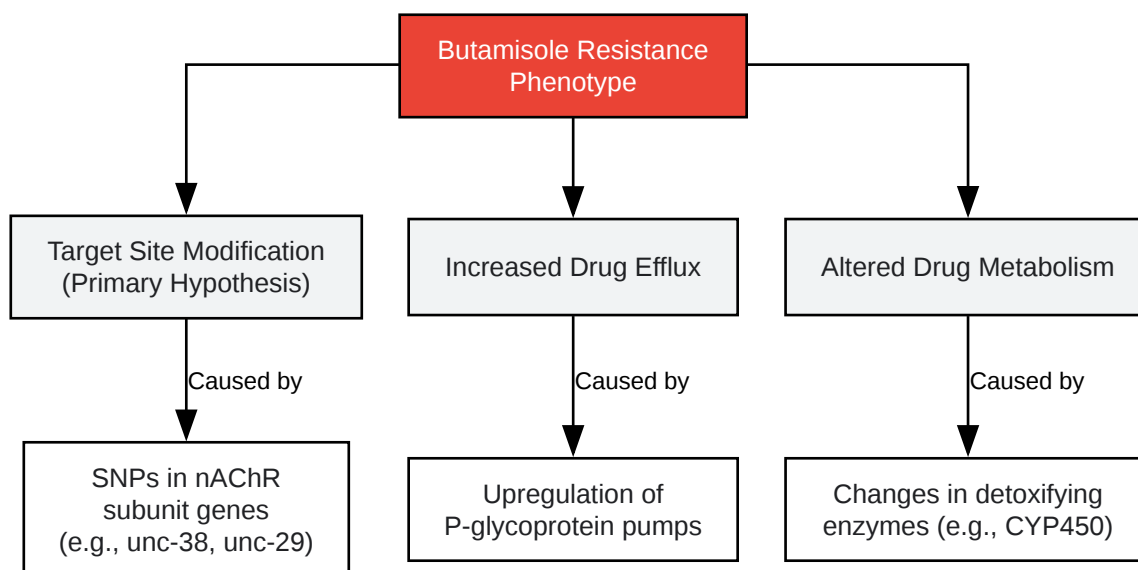 Butamisole Resistance
Phenotype
Target Site Modification
(Primary Hypothesis)
Increased Drug Efflux
Altered Drug Metabolism
Caused by
Caused by
Caused by
SNPs in nAChR
subunit genes
(e.g., unc-38, unc-29)
Upregulation of
P-glycoprotein pumps
Changes in detoxifying
enzymes (e.g., CYP450)